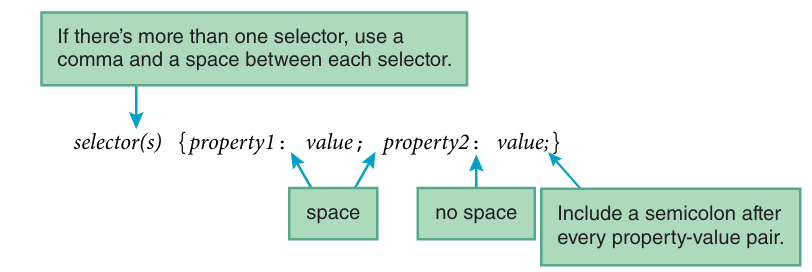 If there’s more than one selector, use a
comma and a space between each selector.
selector(s) {property1: value; property2: value;}
space
no space
Include a semicolon after
every property-value pair.